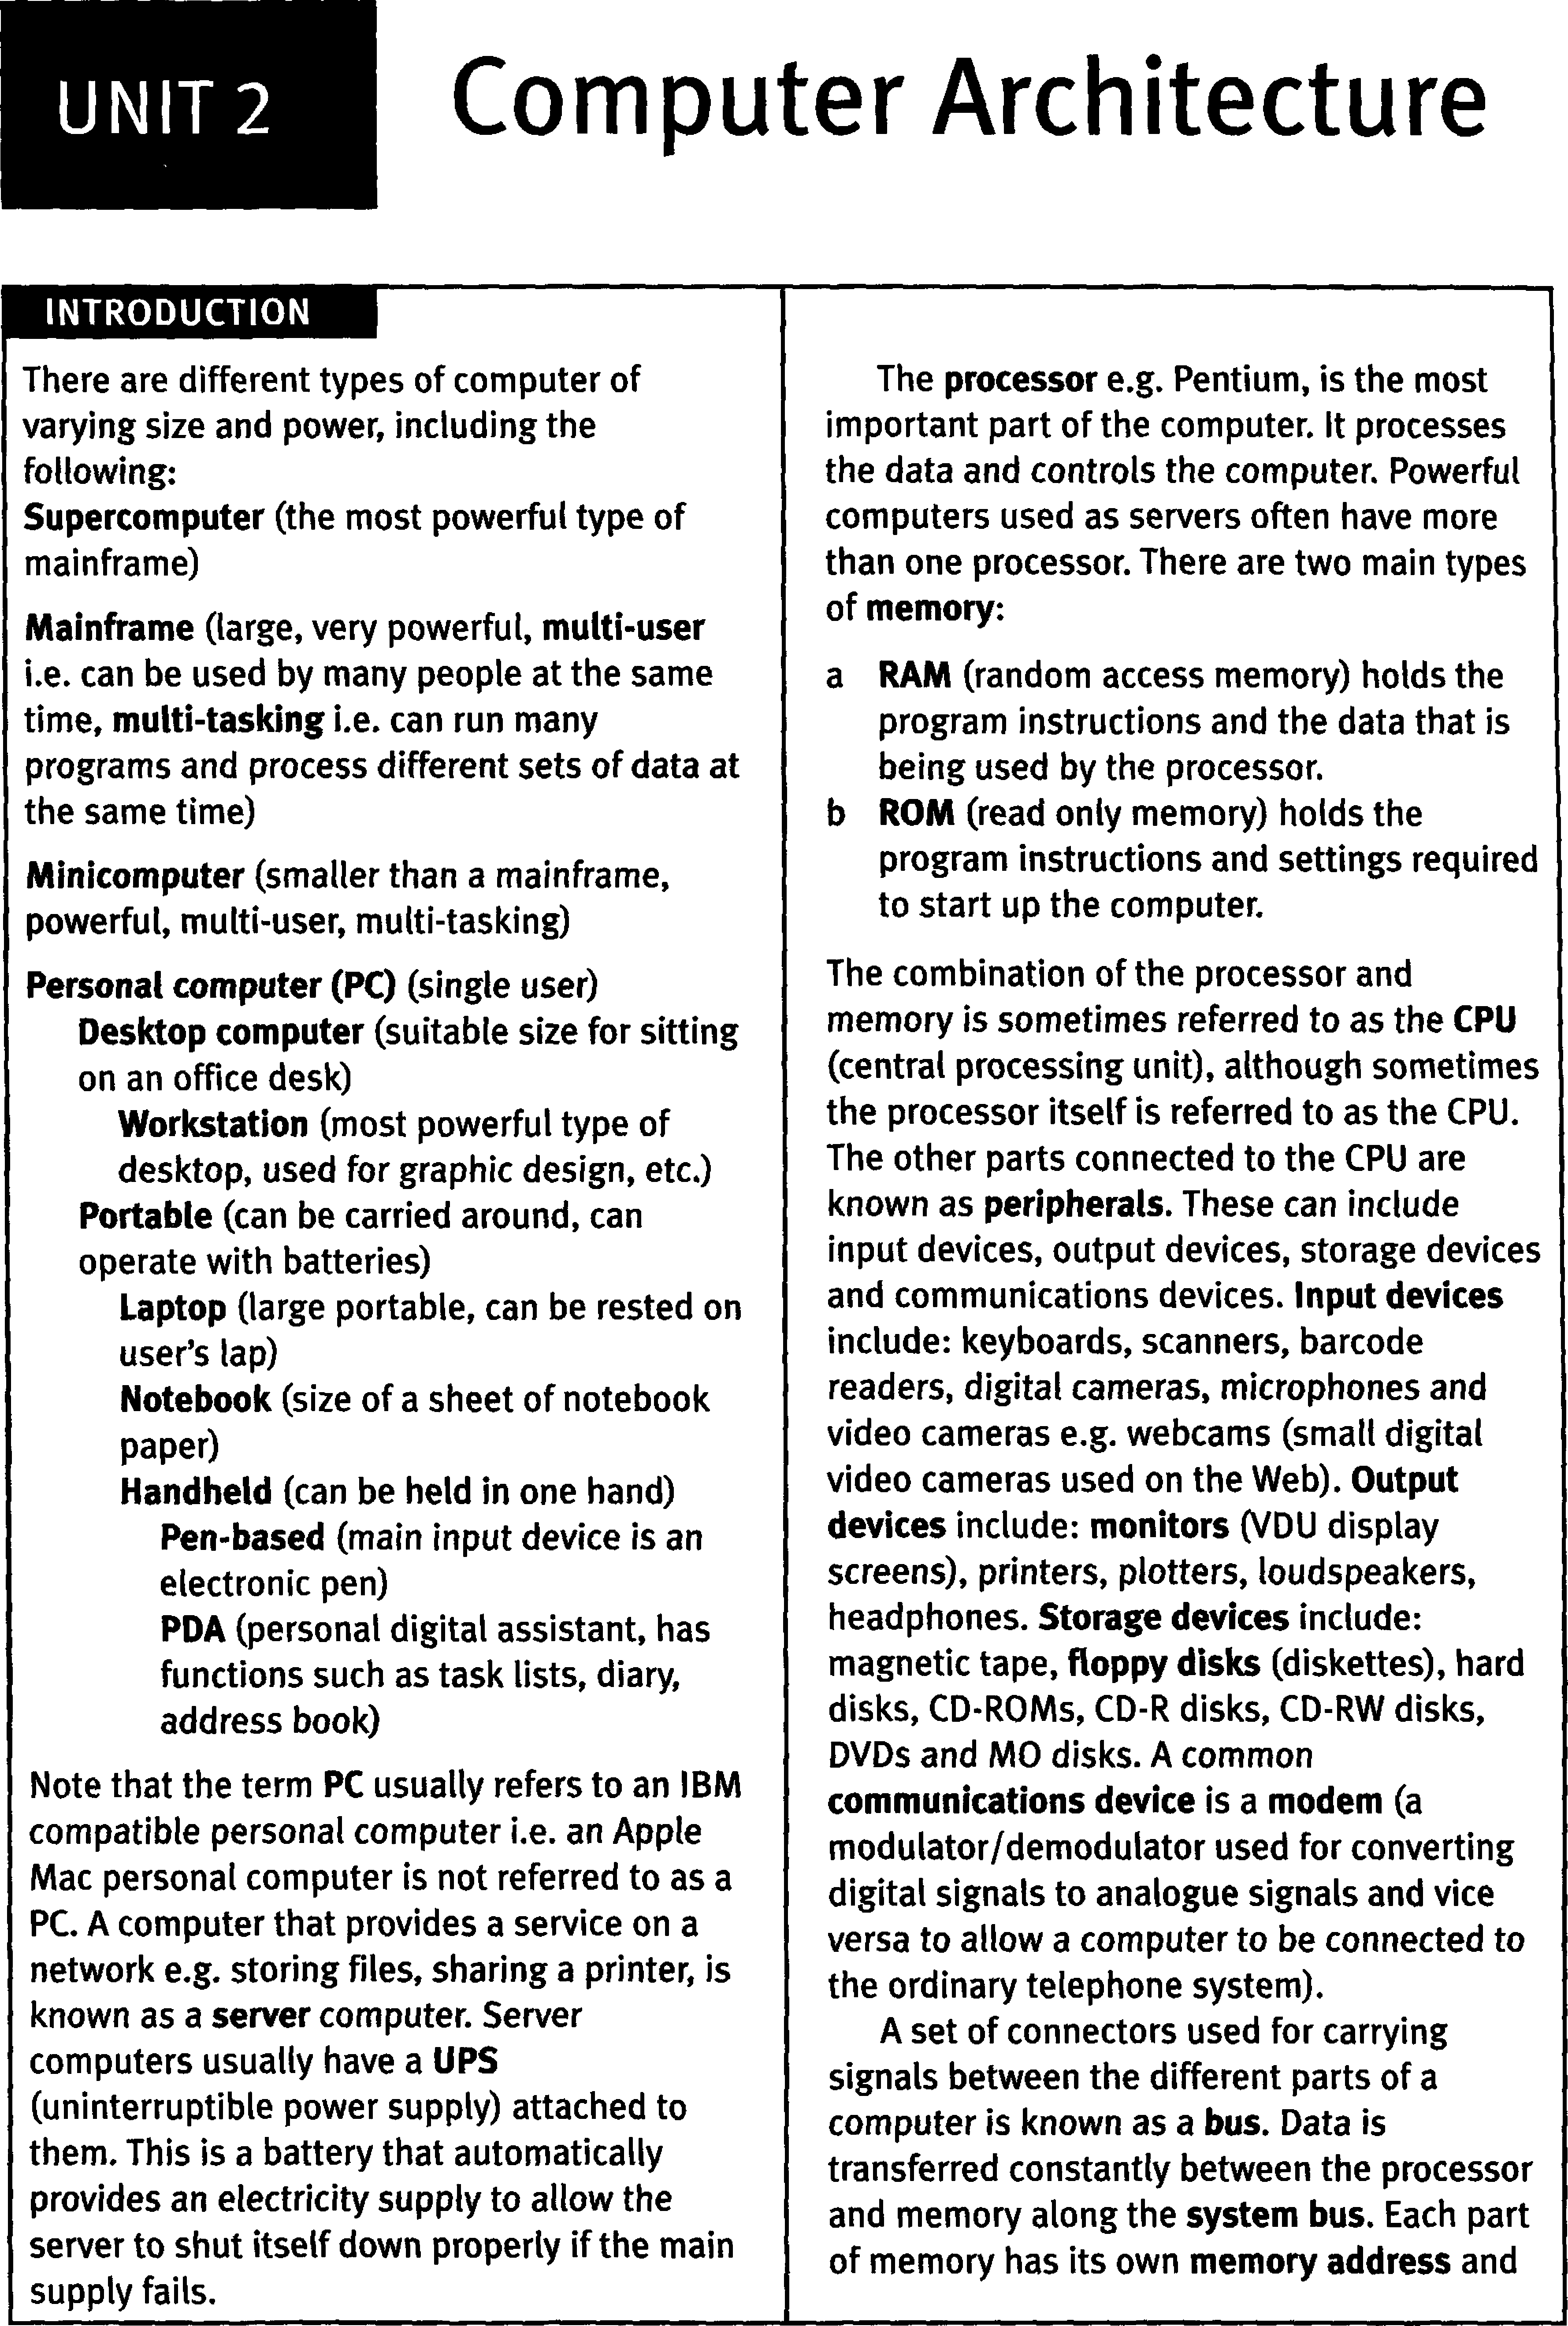 UNIT 2
Computer Architecture
INTRODUCTION
There are different types of computer of
varying size and power, including the
following:
Supercomputer (the most powerful type of
mainframe)
Mainframe (large, very powerful, multi-user
i.e. can be used by many people at the same
time, multi-tasking i.e. can run many
programs and process different sets of data at
the same time)
Minicomputer (smaller than a mainframe,
powerful, multi-user, multi-tasking)
Personal computer (PC) (single user)
Desktop computer (suitable size for sitting
on an office desk)
Workstation (most powerful type of
desktop, used for graphic design, etc.)
Portable (can be carried around, can
operate with batteries)
Laptop (large portable, can be rested on
user's lap)
Notebook (size of a sheet of notebook
paper)
Handheld (can be held in one hand)
Pen-based (main input device is an
electronic pen)
PDA (personal digital assistant, has
functions such as task lists, diary,
address book)
Note that the term PC usually refers to an IBM
compatible personal computer i.e. an Apple
Mac personal computer is not referred to as a
PC. A computer that provides a service on a
network e.g. storing files, sharing a printer, is
known as a server computer. Server
computers usually have a UPS
(uninterruptible power supply) attached to
them. This is a battery that automatically
provides an electricity supply to allow the
server to shut itself down properly if the main
supply fails.
The processor e.g. Pentium, is the most
important part of the computer. It processes
the data and controls the computer. Powerful
computers used as servers often have more
than one processor. There are two main types
of memory:
a RAM (random access memory) holds the
program instructions and the data that is
being used by the processor.
b ROM (read only memory) holds the
program instructions and settings required
to start up the computer.
The combination of the processor and
memory is sometimes referred to as the CPU
(central processing unit), although sometimes
the processor itself is referred to as the CPU.
The other parts connected to the CPU are
known as peripherals. These can include
input devices, output devices, storage devices
and communications devices. Input devices
include: keyboards, scanners, barcode
readers, digital cameras, microphones and
video cameras e.g. webcams (small digital
video cameras used on the Web). Output
devices include: monitors (VDU display
screens), printers, plotters, loudspeakers,
headphones. Storage devices include:
magnetic tape, floppy disks (diskettes), hard
disks, CD-ROMs, CD-R disks, CD-RW disks,
DVDs and MO disks. A common
communications device is a modem (a
modulator/demodulator used for converting
digital signals to analogue signals and vice
versa to allow a computer to be connected to
the ordinary telephone system).
A set of connectors used for carrying
signals between the different parts of a
computer is known as a bus. Data is
transferred constantly between the processor
and memory along the system bus. Each part
of memory has its own memory address and